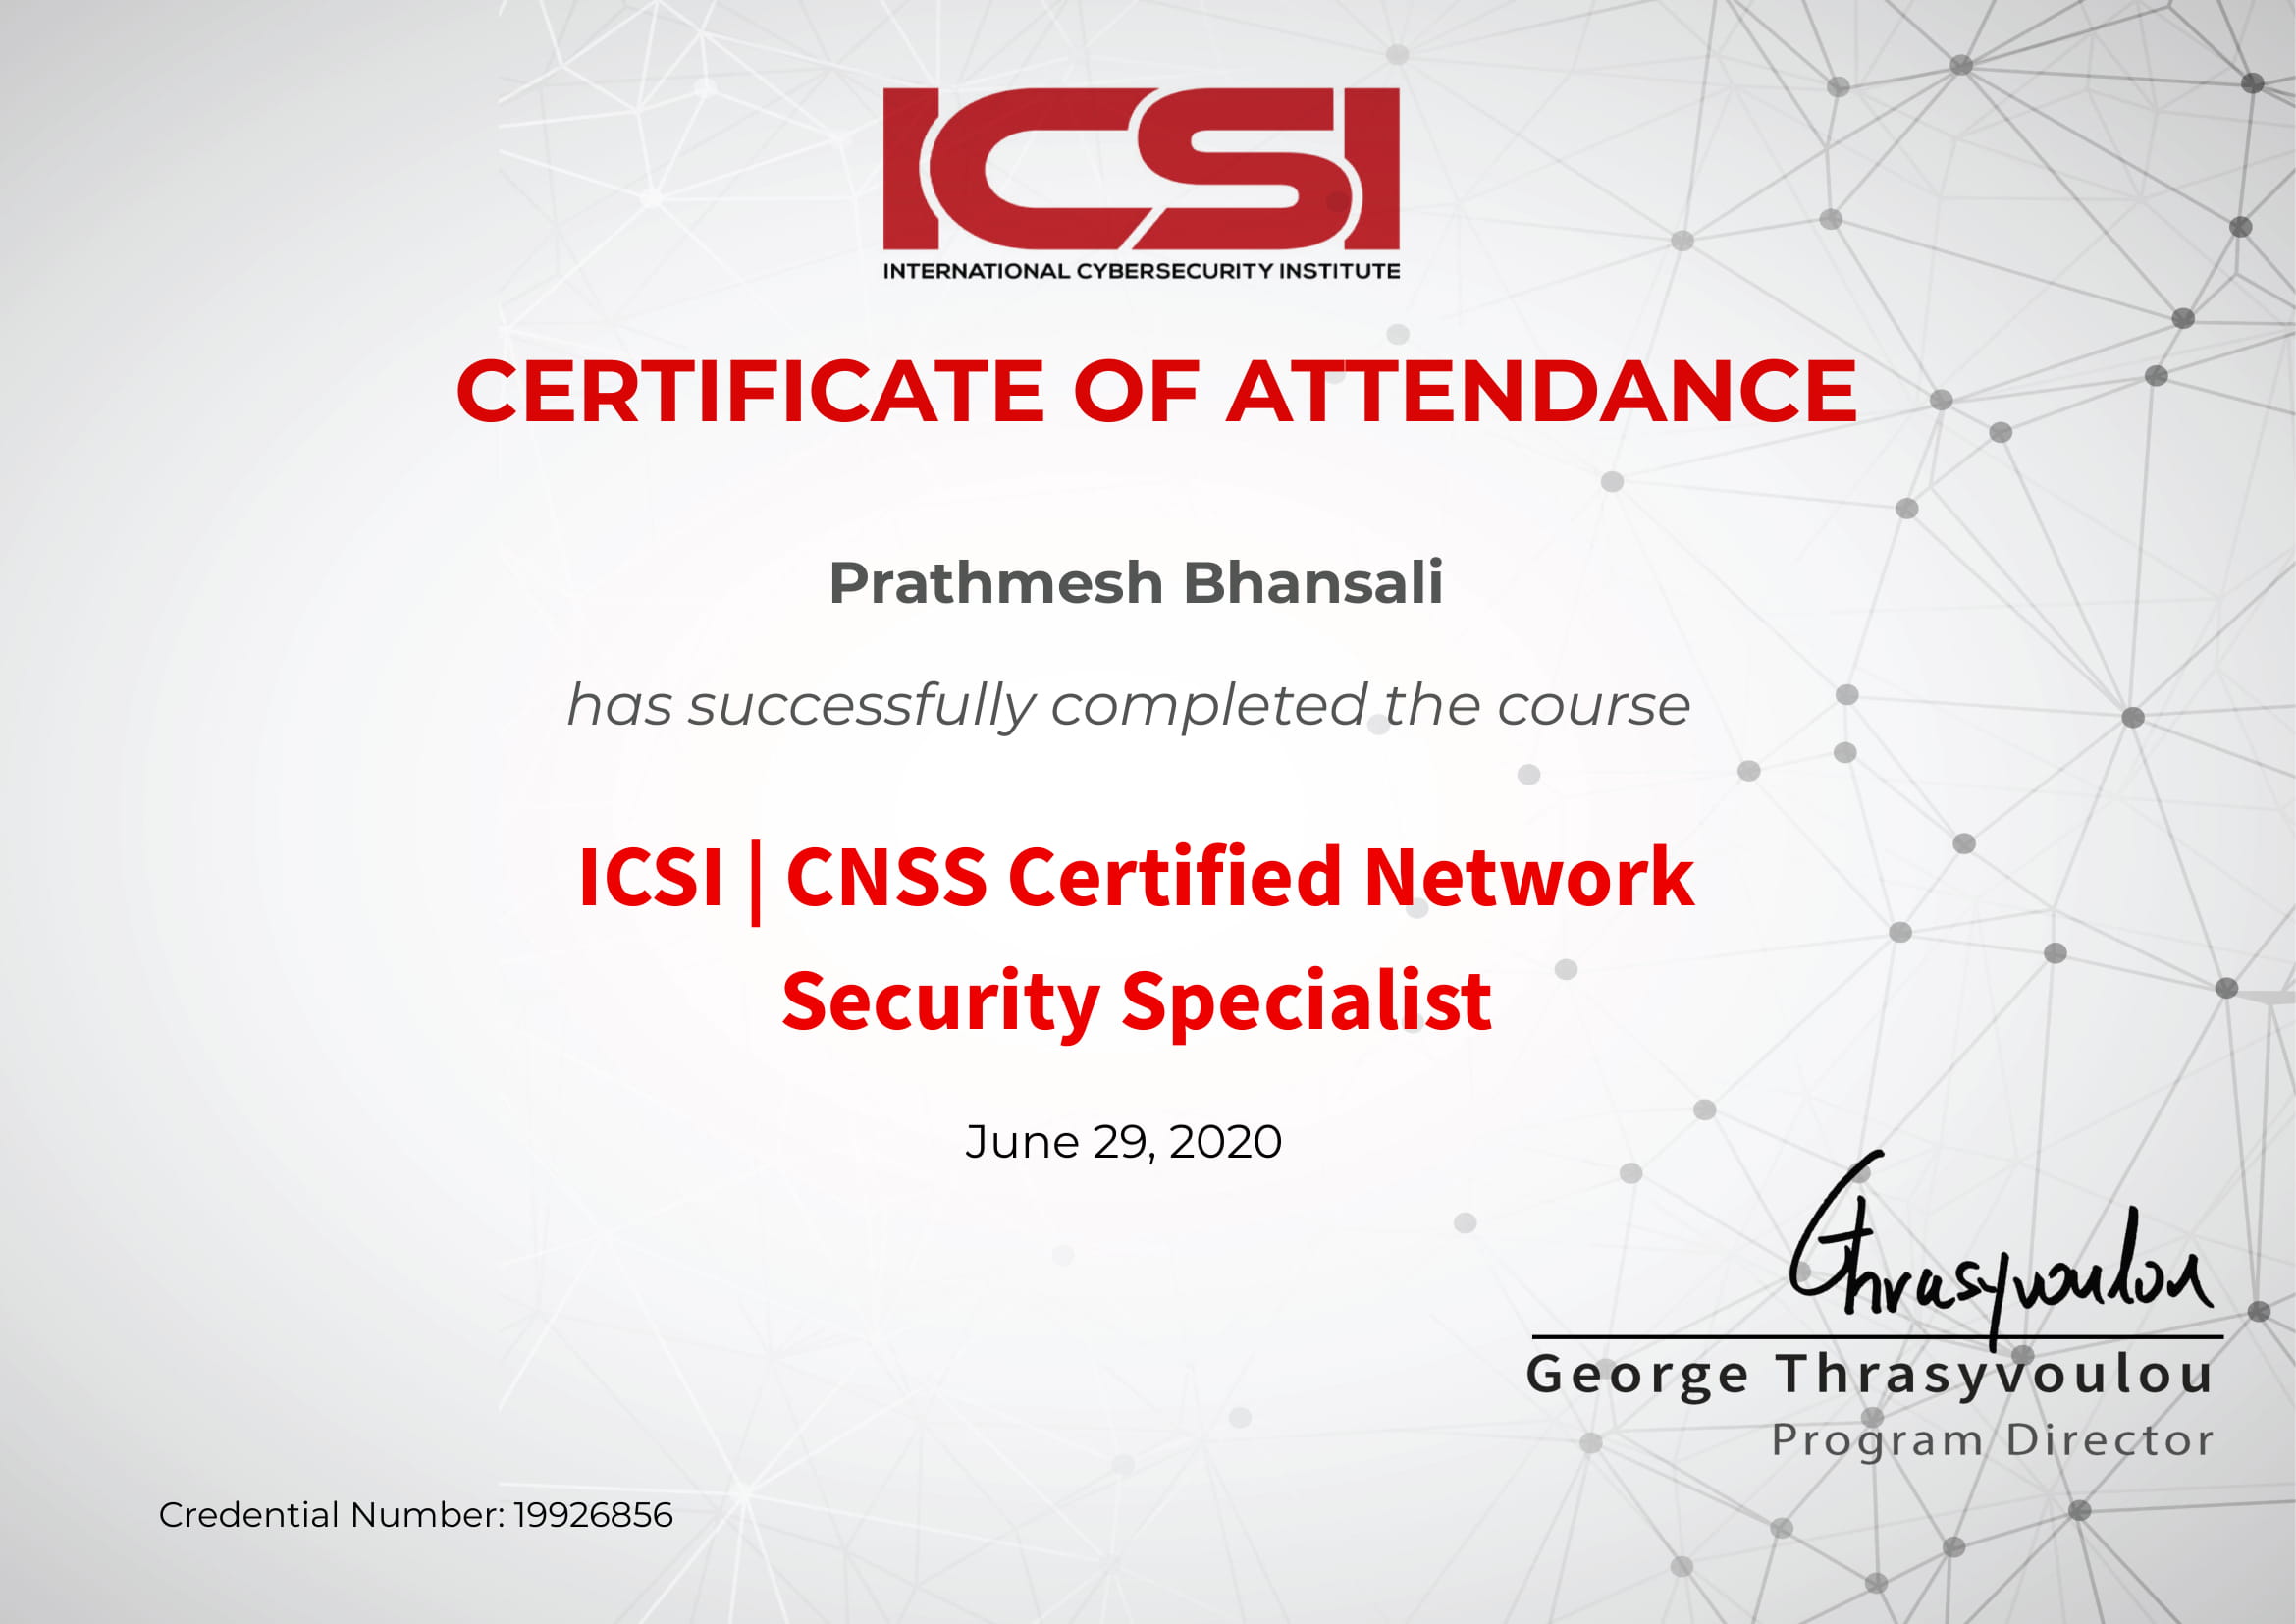 ICSI
INTERNATIONAL CYBERSECURITY INSTITUTE
CERTIFICATE OF ATTENDANCE
Prathmesh Bhansali
has successfully completed the course
ICSI | CNSS Certified Network
Security Specialist
June 29, 2020
Thrasyvoulou
George Thrasyvoulou
Program Director
Credential Number: 19926856